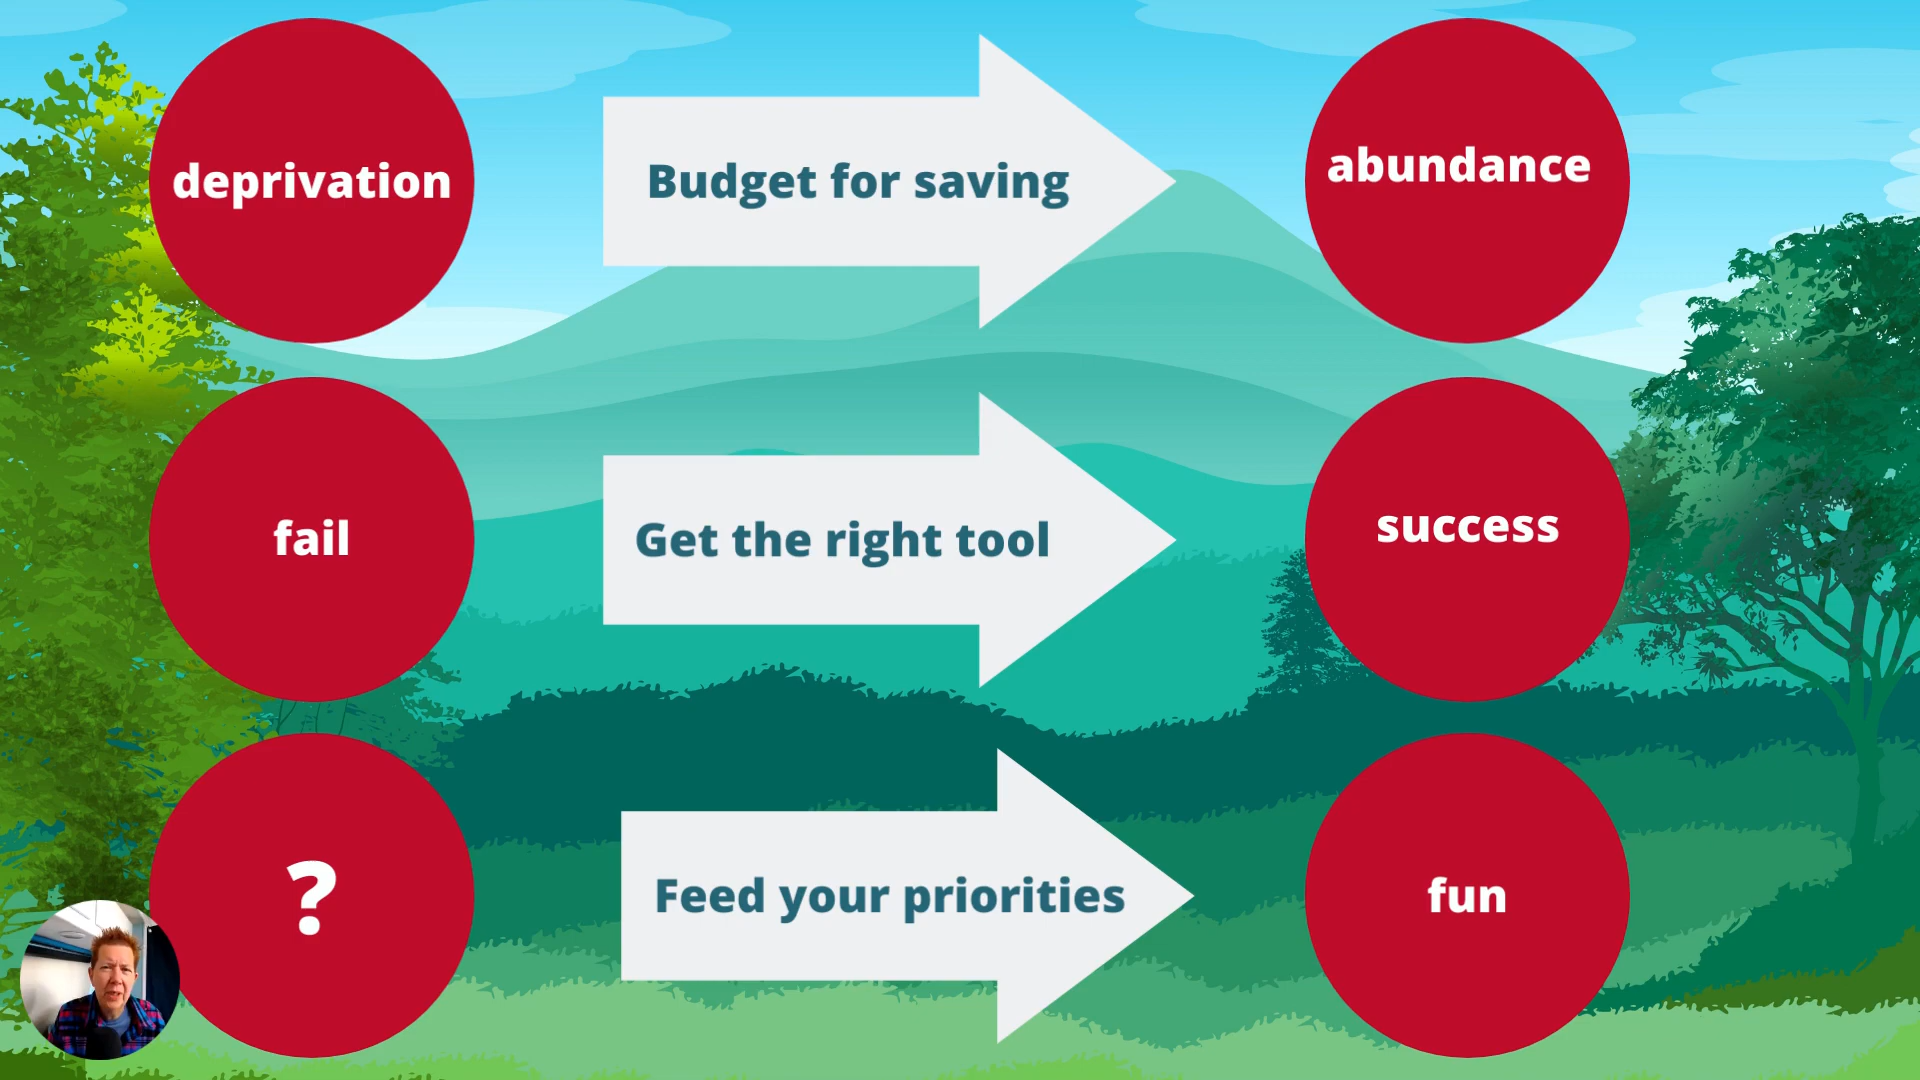 deprivation
Budget for saving
abundance
fail
Get the right tool
success
?
Feed your priorities
fun